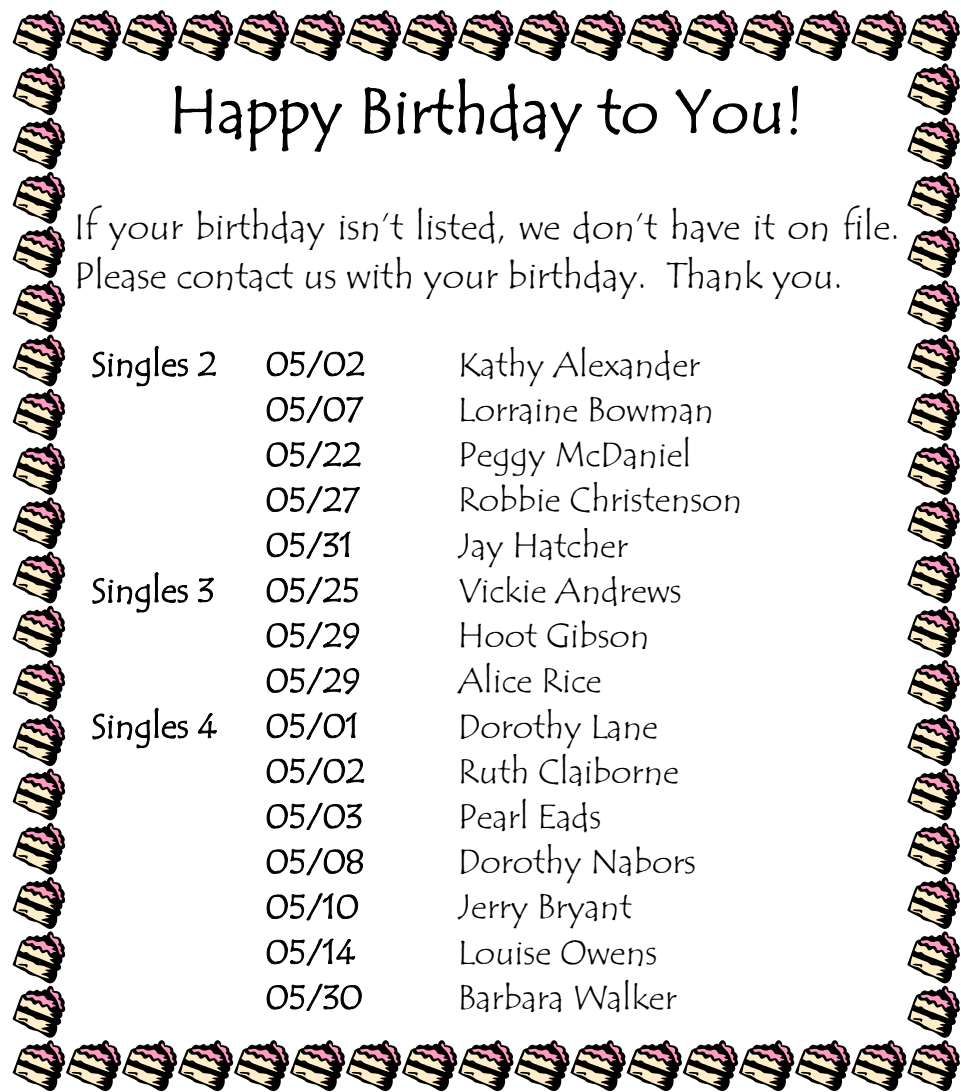 Happy Birthday to You!
If your birthday isn't listed, we don't have it on file.
Please contact us with your birthday.  Thank you.
Singles 2 05/02 Kathy Alexander
05/07 Lorraine Bowman
05/22 Peggy McDaniel
05/27 Robbie Christenson
05/31 Jay Hatcher
Singles 3 05/25 Vickie Andrews
05/29 Hoot Gibson
05/29 Alice Rice
Singles 4 05/01 Dorothy Lane
05/02 Ruth Claiborne
05/03 Pearl Eads
05/08 Dorothy Nabors
05/10 Jerry Bryant
05/14 Louise Owens
05/30 Barbara Walker